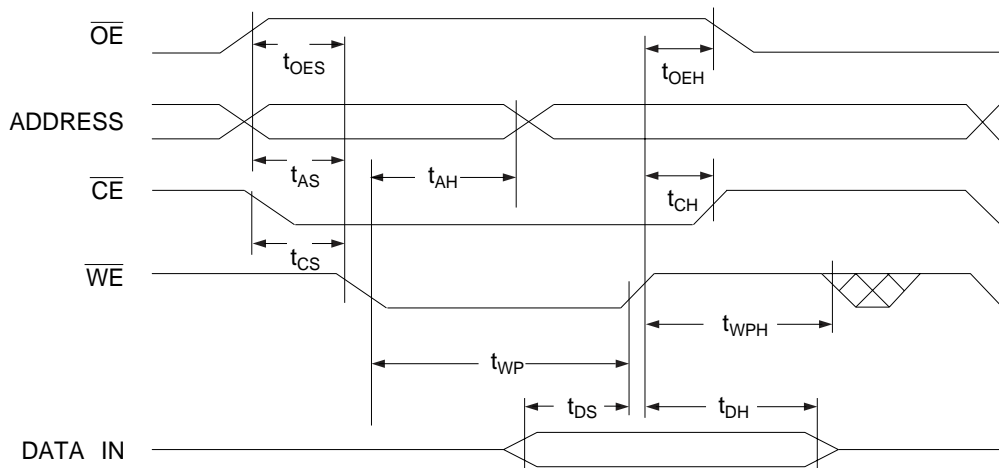 OE
tOES
tOEH
ADDRESS
tAS
tAH
CE
tCH
tCS
WE
tWPH
tWP
tDS
tDH
DATA IN